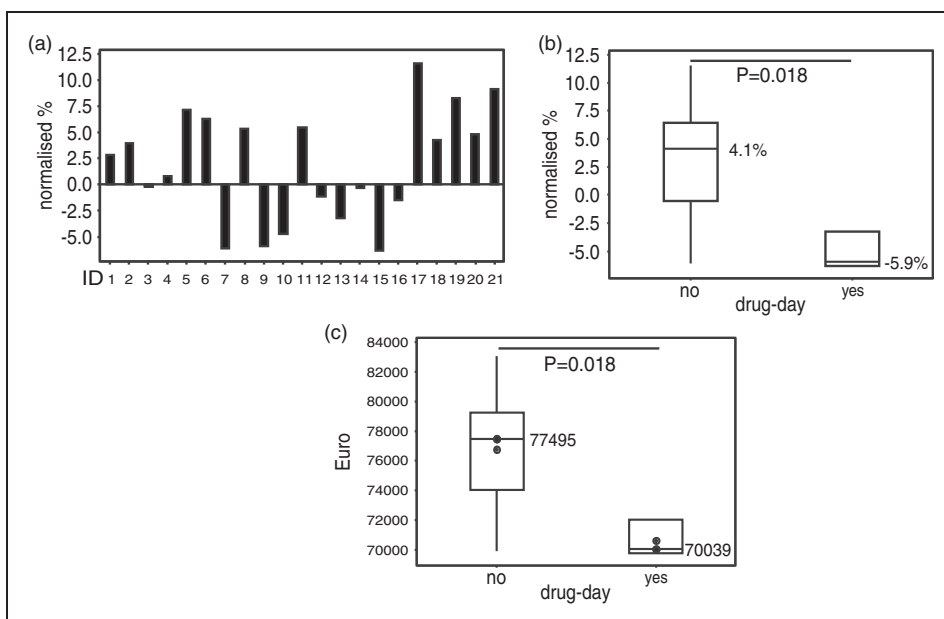 (a)
12.5
10.0
7.5
5.0
2.5
0.0
-2.5
-5.0
normalised %
ID 1 2 3 4 5 6 7 8 9 10 11 12 13 14 15 16 17 18 19 20 21
(b)
12.5
10.0
7.5
5.0
2.5
0.0
-2.5
-5.0
normalised %
P=0.018
4.1%
-5.9%
no yes
drug-day
(c)
84000
82000
80000
78000
76000
74000
72000
70000
Euro
P=0.018
77495
70039
no yes
drug-day